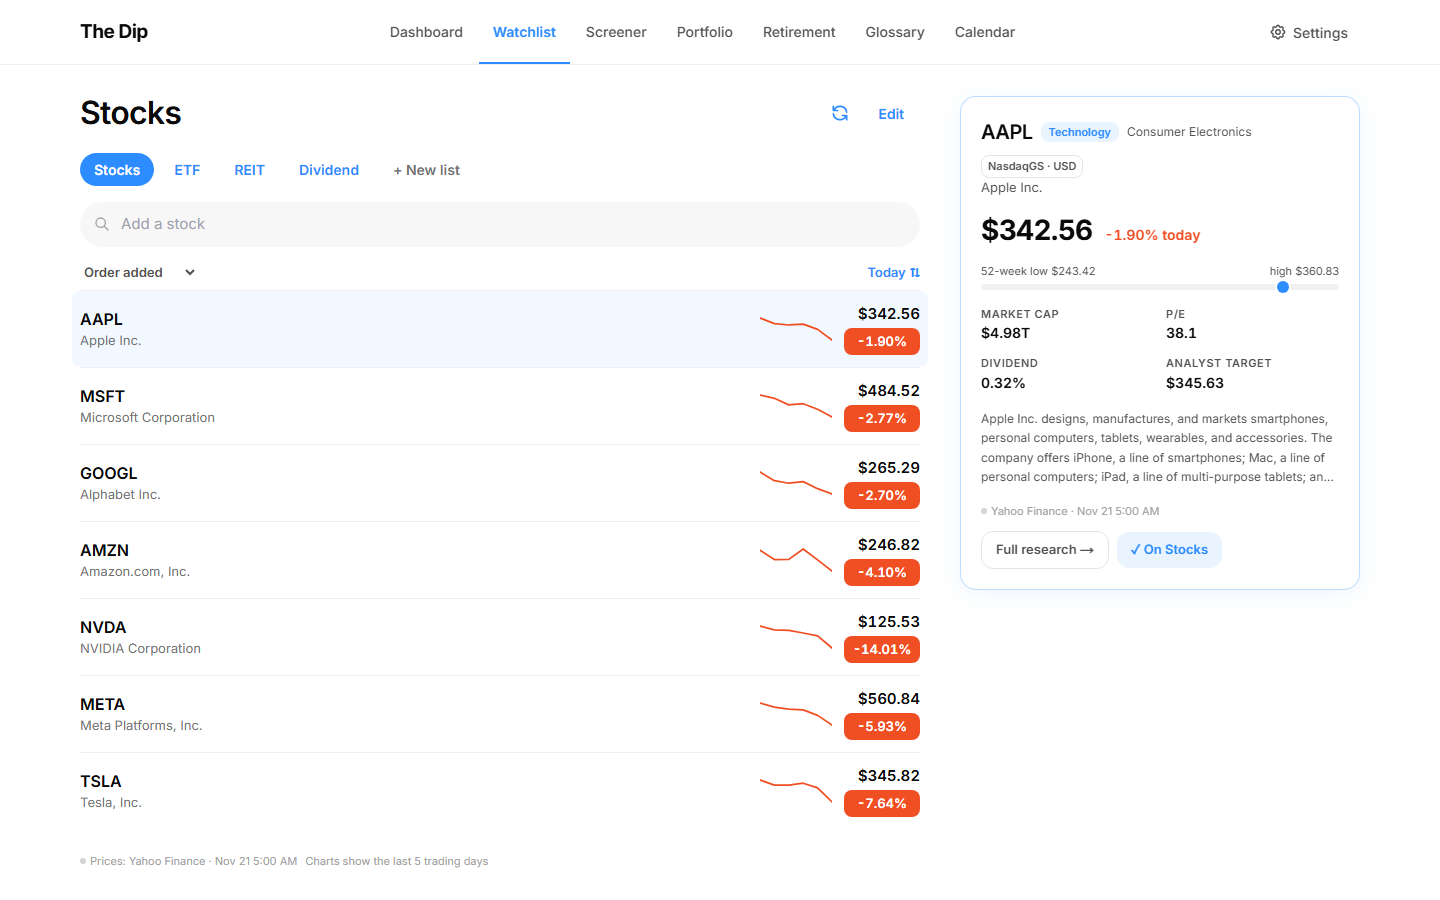 The Dip
Dashboard
Watchlist
Screener
Portfolio
Retirement
Glossary
Calendar
Settings
Stocks
Edit
Stocks
ETF
REIT
Dividend
+ New list
Add a stock
Order added
Today ⇅
AAPL
Apple Inc.
$342.56
-1.90%
MSFT
Microsoft Corporation
$484.52
-2.77%
GOOGL
Alphabet Inc.
$265.29
-2.70%
AMZN
Amazon.com, Inc.
$246.82
-4.10%
NVDA
NVIDIA Corporation
$125.53
-14.01%
META
Meta Platforms, Inc.
$560.84
-5.93%
TSLA
Tesla, Inc.
$345.82
-7.64%
Prices: Yahoo Finance · Nov 21 5:00 AM Charts show the last 5 trading days
AAPL Technology Consumer Electronics
NasdaqGS · USD
Apple Inc.
$342.56 -1.90% today
52-week low $243.42 high $360.83
MARKET CAP
$4.98T
P/E
38.1
DIVIDEND
0.32%
ANALYST TARGET
$345.63
Apple Inc. designs, manufactures, and markets smartphones,
personal computers, tablets, wearables, and accessories. The
company offers iPhone, a line of smartphones; Mac, a line of
personal computers; iPad, a line of multi-purpose tablets; an...
Yahoo Finance · Nov 21 5:00 AM
Full research →
✓ On Stocks